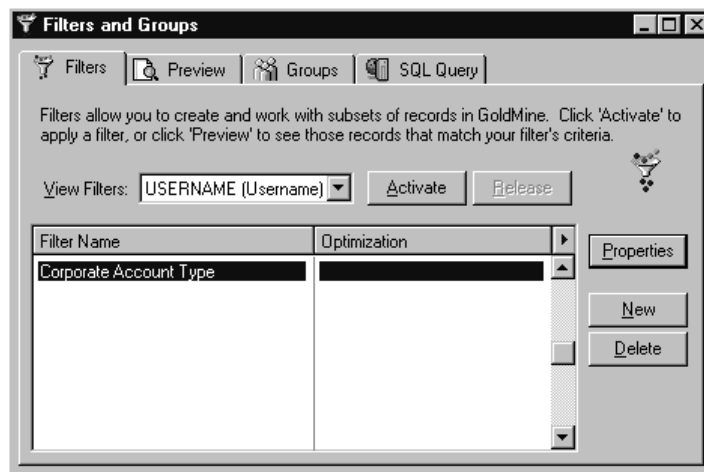 Filters and Groups
Filters Preview Groups SQL Query
Filters allow you to create and work with subsets of records in GoldMine. Click 'Activate' to
apply a filter, or click 'Preview' to see those records that match your filter's criteria.
View Filters: USERNAME (Username) Activate Release
Filter Name Optimization
Properties
Corporate Account Type
New
Delete